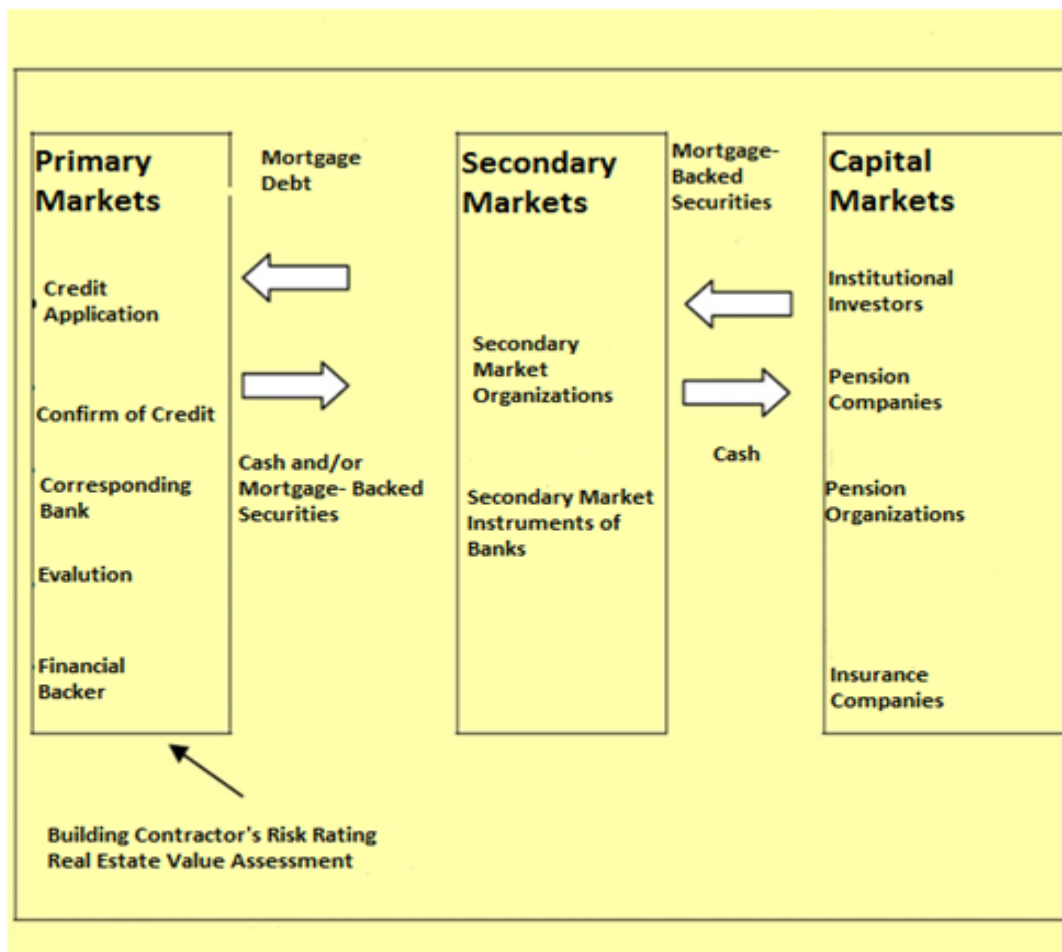 Primary
Markets
Credit
Application
Confirm of Credit
Corresponding
Bank
Evalution
Financial
Backer
Mortgage
Debt
Cash and/or
Mortgage- Backed
Securities
Secondary
Markets
Secondary
Market
Organizations
Secondary Market
Instruments of
Banks
Mortgage-
Backed
Securities
Cash
Capital
Markets
Institutional
Investors
Pension
Companies
Pension
Organizations
Insurance
Companies
Building Contractor's Risk Rating
Real Estate Value Assessment